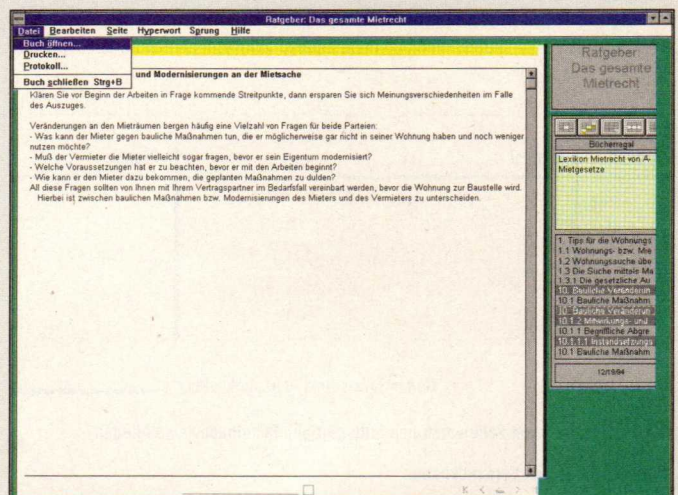 Ratgeber: Das gesamte Mietrecht
Datei Bearbeiten Seite Hyperwort Sprung Hilfe
Buch öffnen...
Drucken...
Protokoll...
Buch schließen Strg+B
und Modernisierungen an der Mietsache
Klären Sie vor Beginn der Arbeiten in Frage kommende Streitpunkte, dann ersparen Sie sich Meinungsverschiedenheiten im Falle
des Auszuges.
Veränderungen an den Mieträumen bergen häufig eine Vielzahl von Fragen für beide Parteien:
- Was kann der Mieter gegen bauliche Maßnahmen tun, die er möglicherweise gar nicht in seiner Wohnung haben und noch weniger
nutzen möchte?
- Muß der Vermieter die Mieter vielleicht sogar fragen, bevor er sein Eigentum modernisiert?
- Welche Voraussetzungen hat er zu beachten, bevor er mit den Arbeiten beginnt?
- Wie kann er den Mieter dazu bekommen, die geplanten Maßnahmen zu dulden?
All diese Fragen sollten von Ihnen mit Ihrem Vertragspartner im Bedarfsfall vereinbart werden, bevor die Wohnung zur Baustelle wird.
Hierbei ist zwischen baulichen Maßnahmen bzw. Modernisierungen des Mieters und des Vermieters zu unterscheiden.
Ratgeber:
Das gesamte
Mietrecht
Bücherregal
Lexikon Mietrecht von A-
Mietgesetze
1. Tips für die Wohnungs
1.1 Wohnungs- bzw. Mie
1.2 Wohnungssuche übe
1.3 Die Suche mittels Ma
1.3.1 Die gesetzliche Au
10. Bauliche Veränderun
10.1 Bauliche Maßnahm
10. Bauliche Veränderun
10.1.2 Mitwirkungs- und
10.1.1 Begriffliche Abgre
10.1.1.1 Instandsetzungs
10.1 Bauliche Maßnahm
12/19/94